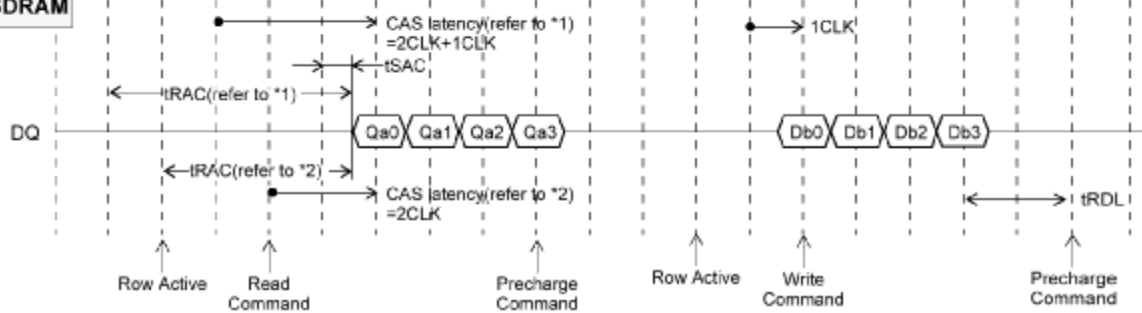 SDRAM
CAS latency(refer to *1)
=2CLK+1CLK
1CLK
tSAC
tRAC(refer to *1)
DQ
Qa0 Qa1 Qa2 Qa3
Db0 Db1 Db2 Db3
tRAC(refer to *2)
CAS latency(refer to *2)
=2CLK
tRDL
Row Active
Read
Command
Precharge
Command
Row Active
Write
Command
Precharge
Command